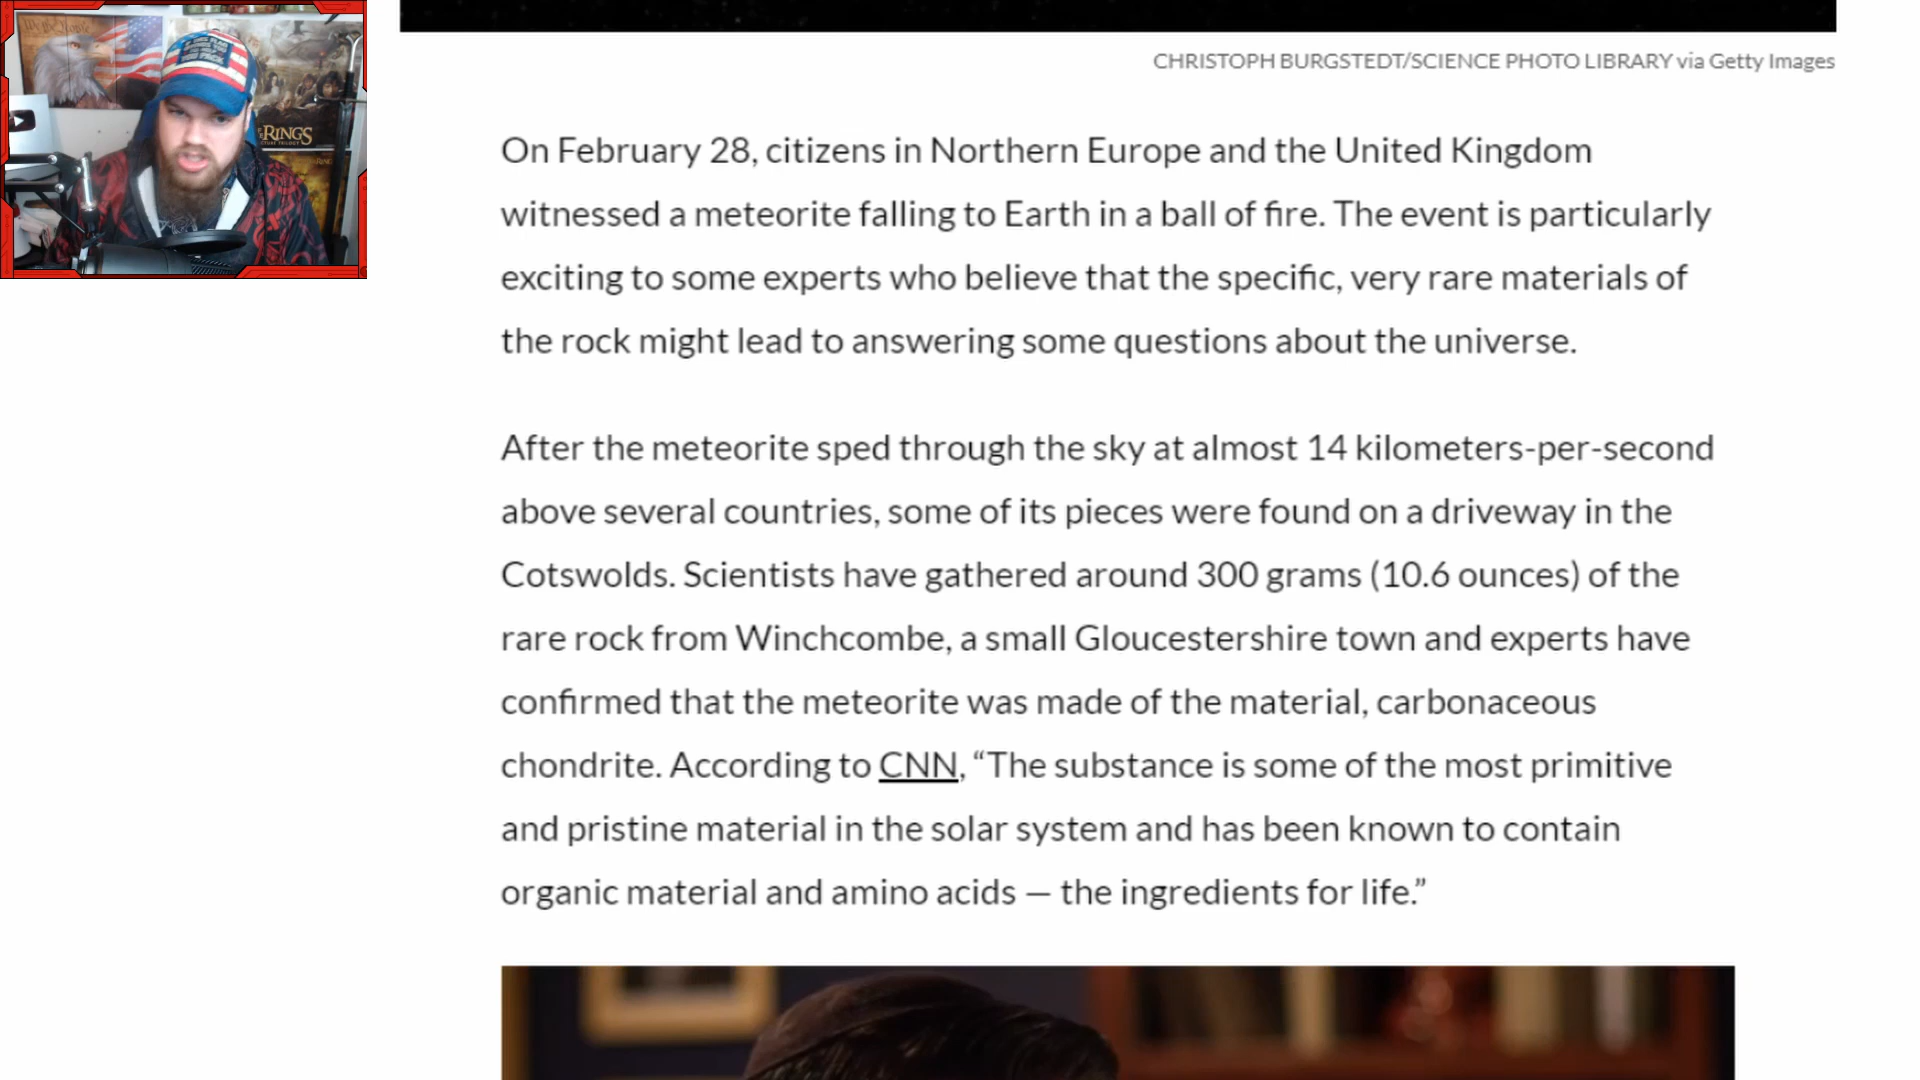 We the People
RINGS
CHRISTOPH BURGSTEDT/SCIENCE PHOTO LIBRARY via Getty Images
On February 28, citizens in Northern Europe and the United Kingdom
witnessed a meteorite falling to Earth in a ball of fire. The event is particularly
exciting to some experts who believe that the specific, very rare materials of
the rock might lead to answering some questions about the universe.
After the meteorite sped through the sky at almost 14 kilometers-per-second
above several countries, some of its pieces were found on a driveway in the
Cotswolds. Scientists have gathered around 300 grams (10.6 ounces) of the
rare rock from Winchcombe, a small Gloucestershire town and experts have
confirmed that the meteorite was made of the material, carbonaceous
chondrite. According to CNN, “The substance is some of the most primitive
and pristine material in the solar system and has been known to contain
organic material and amino acids — the ingredients for life.”